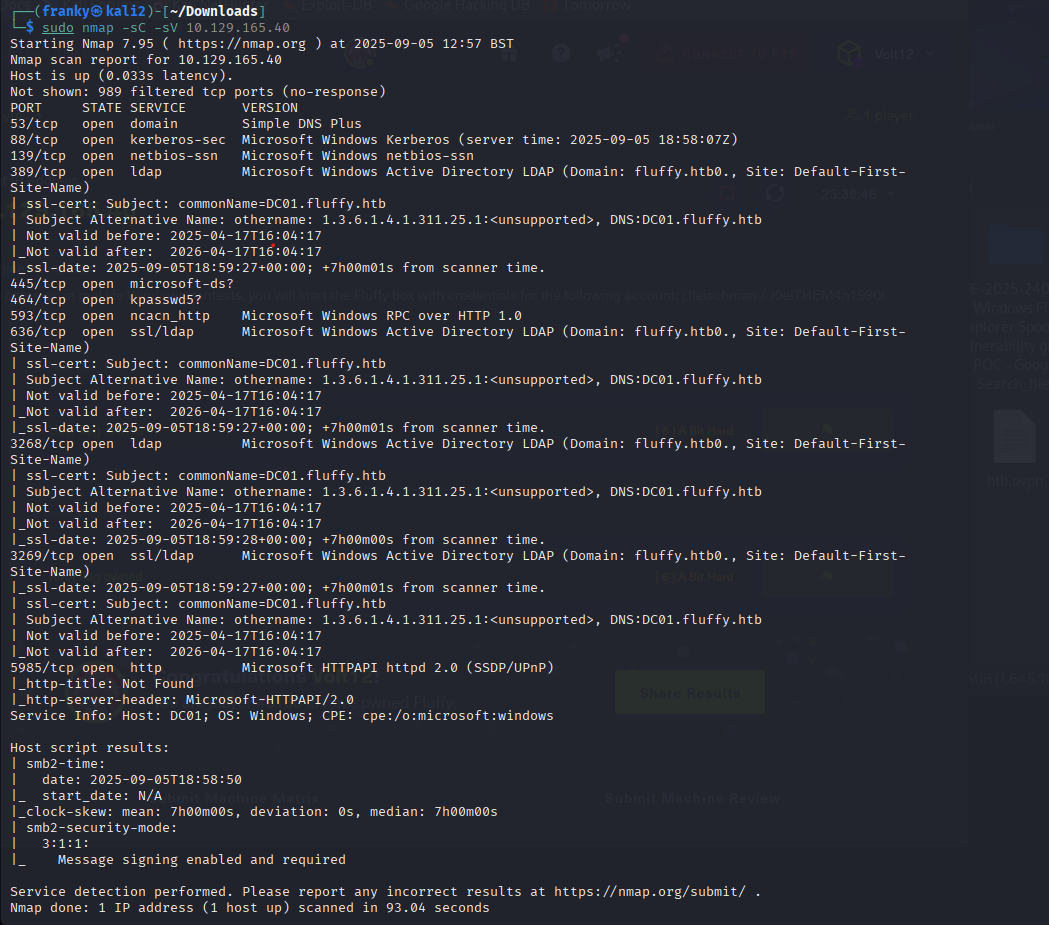 Exploit-DB Google Hacking DB Tomorrow
┌──(franky㉿kali2)-[~/Downloads]
└─$ sudo nmap -sC -sV 10.129.165.40
Starting Nmap 7.95 ( https://nmap.org ) at 2025-09-05 12:57 BST
Nmap scan report for 10.129.165.40
Host is up (0.033s latency).
Not shown: 989 filtered tcp ports (no-response)
PORT     STATE SERVICE       VERSION
53/tcp   open  domain        Simple DNS Plus
88/tcp   open  kerberos-sec  Microsoft Windows Kerberos (server time: 2025-09-05 18:58:07Z)
139/tcp  open  netbios-ssn   Microsoft Windows netbios-ssn
389/tcp  open  ldap          Microsoft Windows Active Directory LDAP (Domain: fluffy.htb0., Site: Default-First-
Site-Name)
| ssl-cert: Subject: commonName=DC01.fluffy.htb
| Subject Alternative Name: othername: 1.3.6.1.4.1.311.25.1:<unsupported>, DNS:DC01.fluffy.htb
| Not valid before: 2025-04-17T16:04:17
|_Not valid after:  2026-04-17T16:04:17
|_ssl-date: 2025-09-05T18:59:27+00:00; +7h00m01s from scanner time.
445/tcp  open  microsoft-ds?
464/tcp  open  kpasswd5?
593/tcp  open  ncacn_http    Microsoft Windows RPC over HTTP 1.0
636/tcp  open  ssl/ldap      Microsoft Windows Active Directory LDAP (Domain: fluffy.htb0., Site: Default-First-
Site-Name)
| ssl-cert: Subject: commonName=DC01.fluffy.htb
| Subject Alternative Name: othername: 1.3.6.1.4.1.311.25.1:<unsupported>, DNS:DC01.fluffy.htb
| Not valid before: 2025-04-17T16:04:17
|_Not valid after:  2026-04-17T16:04:17
|_ssl-date: 2025-09-05T18:59:27+00:00; +7h00m01s from scanner time.
3268/tcp open  ldap          Microsoft Windows Active Directory LDAP (Domain: fluffy.htb0., Site: Default-First-
Site-Name)
| ssl-cert: Subject: commonName=DC01.fluffy.htb
| Subject Alternative Name: othername: 1.3.6.1.4.1.311.25.1:<unsupported>, DNS:DC01.fluffy.htb
| Not valid before: 2025-04-17T16:04:17
|_Not valid after:  2026-04-17T16:04:17
|_ssl-date: 2025-09-05T18:59:28+00:00; +7h00m00s from scanner time.
3269/tcp open  ssl/ldap      Microsoft Windows Active Directory LDAP (Domain: fluffy.htb0., Site: Default-First-
Site-Name)
|_ssl-date: 2025-09-05T18:59:27+00:00; +7h00m01s from scanner time.
| ssl-cert: Subject: commonName=DC01.fluffy.htb
| Subject Alternative Name: othername: 1.3.6.1.4.1.311.25.1:<unsupported>, DNS:DC01.fluffy.htb
| Not valid before: 2025-04-17T16:04:17
|_Not valid after:  2026-04-17T16:04:17
5985/tcp open  http          Microsoft HTTPAPI httpd 2.0 (SSDP/UPnP)
|_http-title: Not Found
|_http-server-header: Microsoft-HTTPAPI/2.0
Service Info: Host: DC01; OS: Windows; CPE: cpe:/o:microsoft:windows

Host script results:
| smb2-time:
|   date: 2025-09-05T18:58:50
|_  start_date: N/A
|_clock-skew: mean: 7h00m00s, deviation: 0s, median: 7h00m00s
| smb2-security-mode:
|   3:1:1:
|_    Message signing enabled and required

Service detection performed. Please report any incorrect results at https://nmap.org/submit/ .
Nmap done: 1 IP address (1 host up) scanned in 93.04 seconds
Volt12
1 player
htb.ovpn
Share Results
Submit Machine Matrix
Submit Machine Review